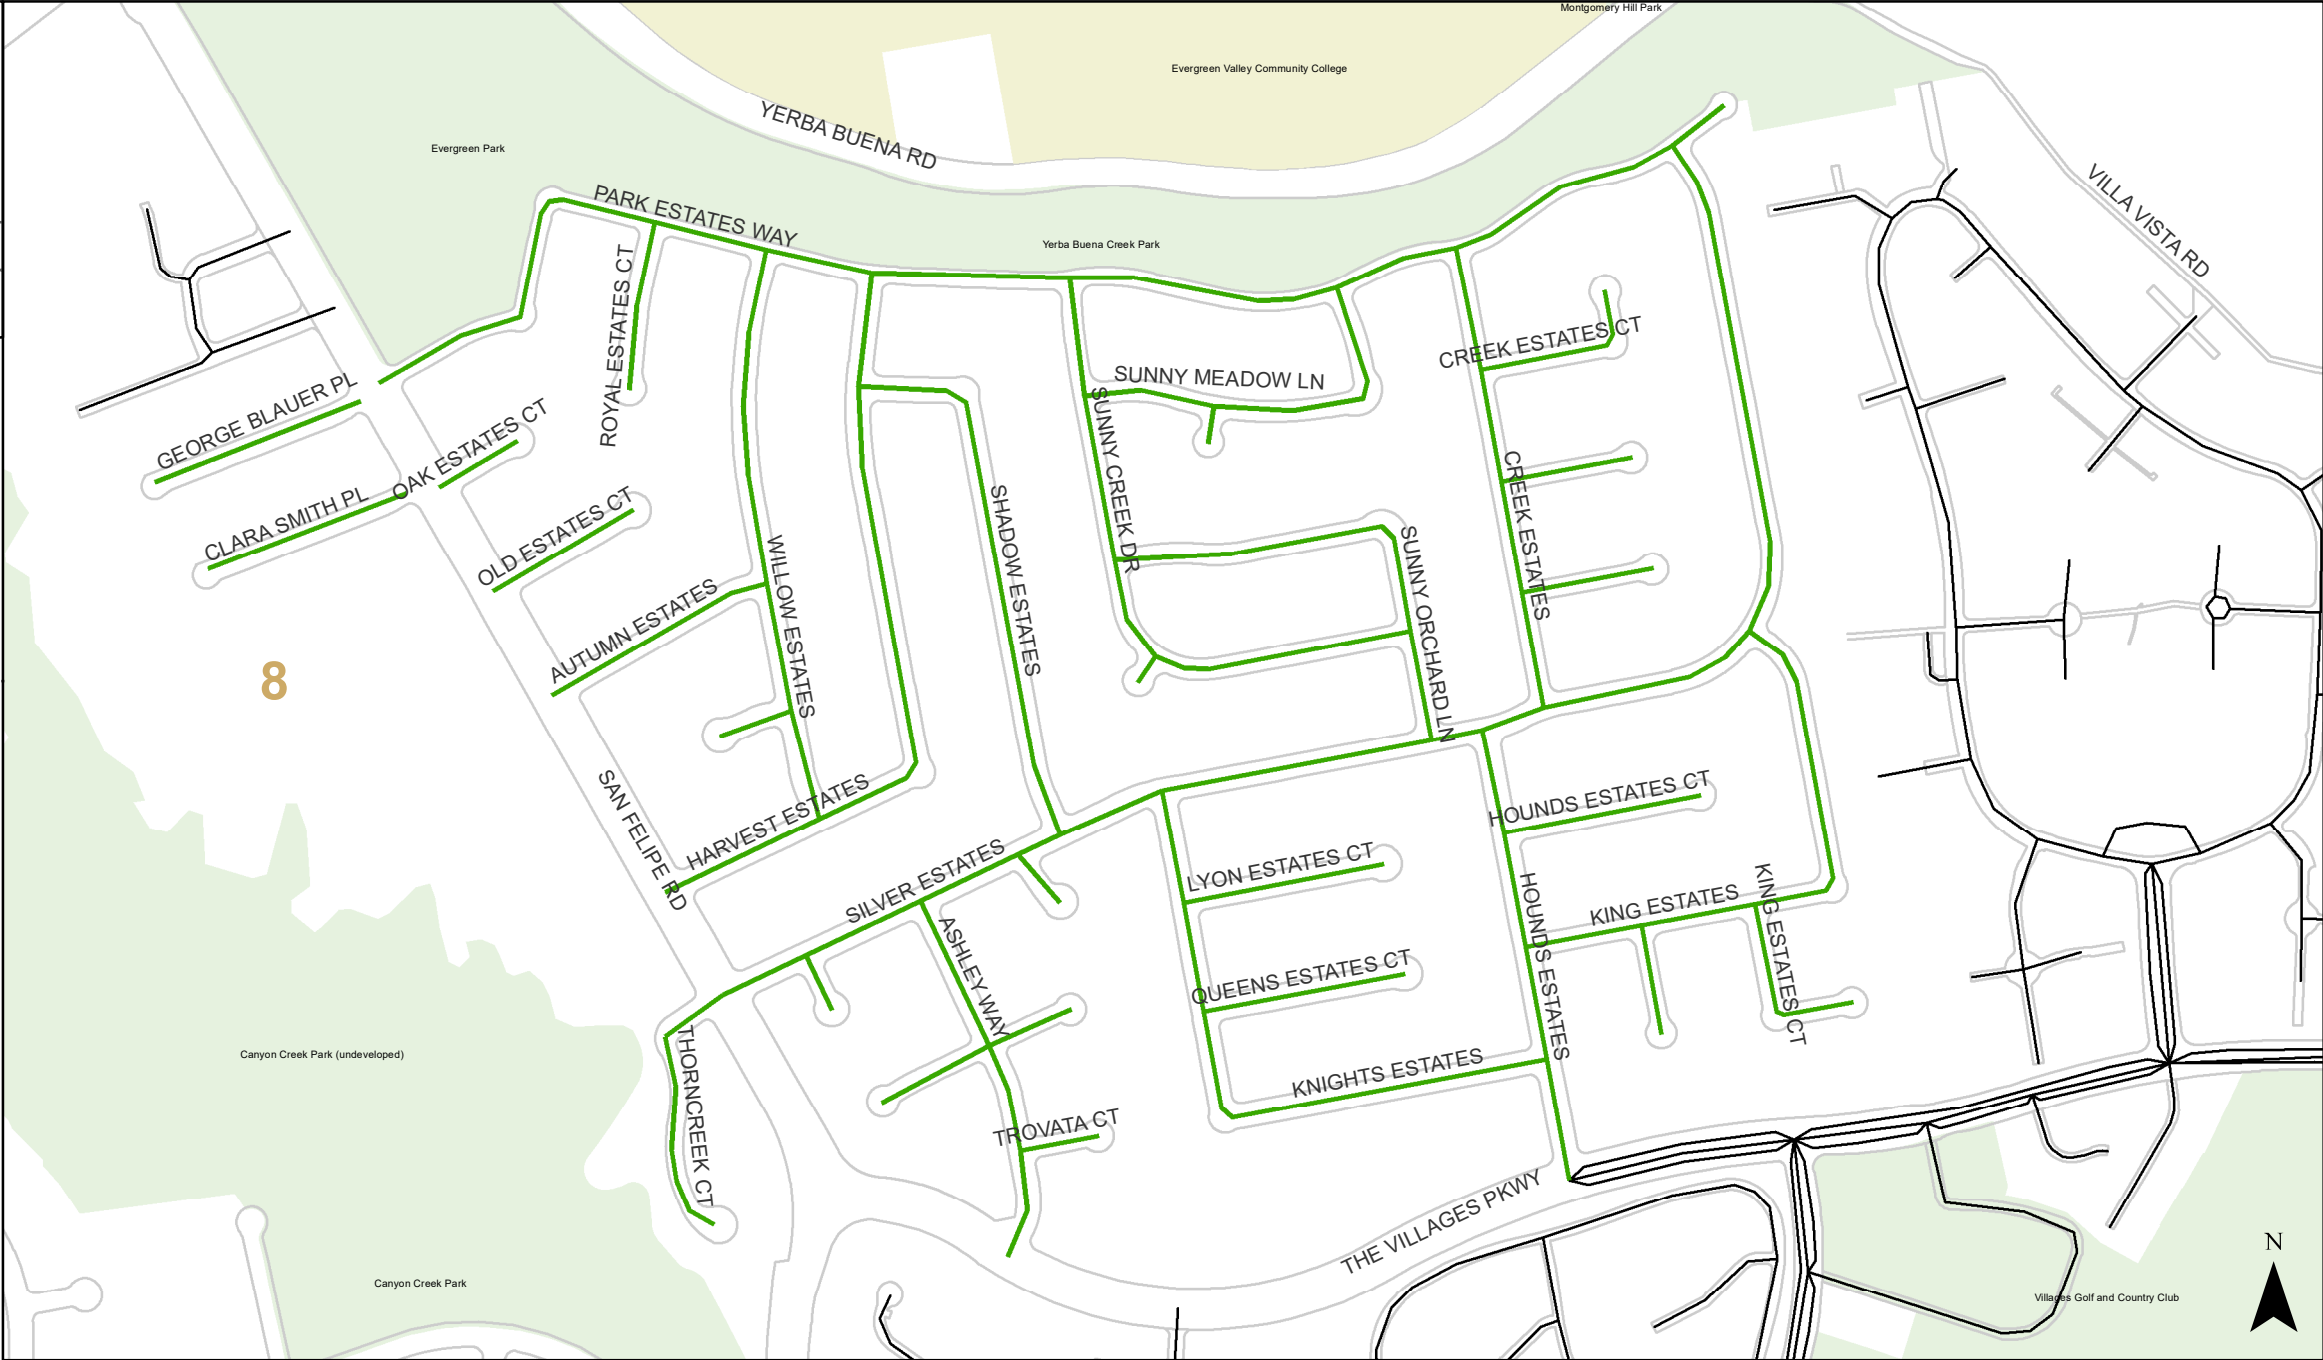 Montgomery Hill Park
Evergreen Valley Community College
YERBA BUENA RD
Evergreen Park
VILLA VISTA RD
PARK ESTATES WAY
Yerba Buena Creek Park
ROYAL ESTATES CT
CREEK ESTATES CT
SUNNY MEADOW LN
GEORGE BLAUER PL
OAK ESTATES CT
SUNNY CREEK DR
CREEK ESTATES
CLARA SMITH PL
OLD ESTATES CT
SHADOW ESTATES
WILLOW ESTATES
SUNNY ORCHARD LN
AUTUMN ESTATES
8
SAN FELIPE RD
HARVEST ESTATES
HOUNDS ESTATES CT
SILVER ESTATES
LYON ESTATES CT
KING ESTATES
KING ESTATES CT
HOUNDS ESTATES
ASHLEY WAY
QUEENS ESTATES CT
Canyon Creek Park (undeveloped)
THORNCREEK CT
KNIGHTS ESTATES
TROVATA CT
THE VILLAGES PKWY
N
Canyon Creek Park
Villages Golf and Country Club